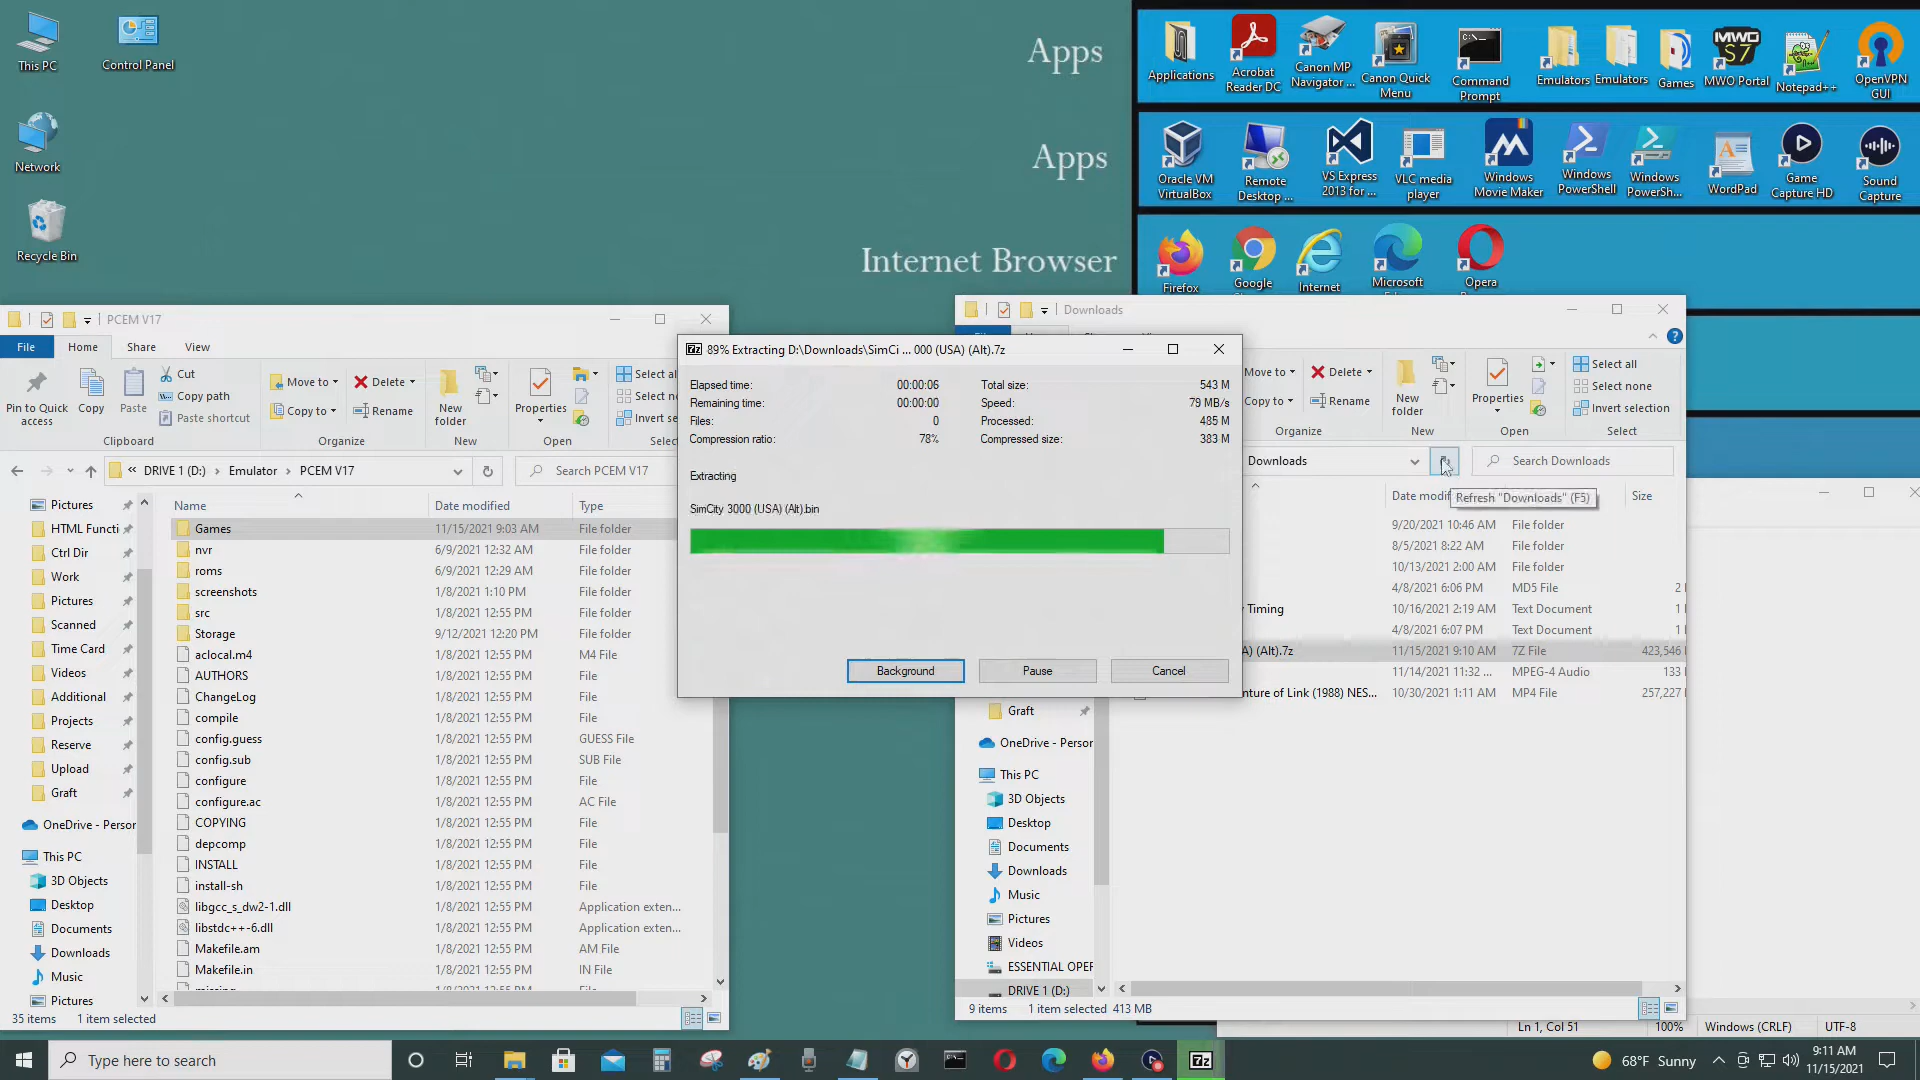 This PC
Control Panel
Network
Recycle Bin
Apps
Apps
Internet Browser
Applications
Acrobat
Reader DC
Canon MP
Navigator ...
Canon Quick
Menu
Command
Prompt
Emulators
Emulators
Games
MWO Portal
Notepad++
OpenVPN
GUI
Oracle VM
VirtualBox
Remote
Desktop ...
VS Express
2013 for ...
VLC media
player
Windows
Movie Maker
Windows
PowerShell
Windows
PowerSh...
WordPad
Game
Capture HD
Sound
Capture
Firefox
Google
Internet
Microsoft
Opera
PCEM V17
File
Home
Share
View
Pin to Quick
access
Copy
Paste
Cut
Copy path
Paste shortcut
Clipboard
Move to
Copy to
Delete
Rename
Organize
New
folder
New
Properties
Open
Select al
Select no
Invert se
Selec
DRIVE 1 (D:) > Emulator > PCEM V17
Search PCEM V17
Pictures
HTML Functi
Ctrl Dir
Work
Pictures
Scanned
Time Card
Videos
Additional
Projects
Reserve
Upload
Graft
OneDrive - Person
This PC
3D Objects
Desktop
Documents
Downloads
Music
Pictures
Name Date modified Type
Games 11/15/2021 9:03 AM File folder
nvr 6/9/2021 12:32 AM File folder
roms 6/9/2021 12:29 AM File folder
screenshots 1/8/2021 1:10 PM File folder
src 1/8/2021 12:55 PM File folder
Storage 9/12/2021 12:20 PM File folder
aclocal.m4 1/8/2021 12:55 PM M4 File
AUTHORS 1/8/2021 12:55 PM File
ChangeLog 1/8/2021 12:55 PM File
compile 1/8/2021 12:55 PM File
config.guess 1/8/2021 12:55 PM GUESS File
config.sub 1/8/2021 12:55 PM SUB File
configure 1/8/2021 12:55 PM File
configure.ac 1/8/2021 12:55 PM AC File
COPYING 1/8/2021 12:55 PM File
depcomp 1/8/2021 12:55 PM File
INSTALL 1/8/2021 12:55 PM File
install-sh 1/8/2021 12:55 PM File
libgcc_s_dw2-1.dll 1/8/2021 12:55 PM Application exten...
libstdc++-6.dll 1/8/2021 12:55 PM Application exten...
Makefile.am 1/8/2021 12:55 PM AM File
Makefile.in 1/8/2021 12:55 PM IN File
35 items 1 item selected
89% Extracting D:\Downloads\SimCi ... 000 (USA) (Alt).7z
Elapsed time: 00:00:06 Total size: 543 M
Remaining time: 00:00:00 Speed: 79 MB/s
Files: 0 Processed: 485 M
Compression ratio: 78% Compressed size: 383 M
Extracting
SimCity 3000 (USA) (Alt).bin
Background
Pause
Cancel
Downloads
Move to
Copy to
Delete
Rename
Organize
New
folder
New
Properties
Open
Select all
Select none
Invert selection
Select
Downloads
Search Downloads
Date modif
Size
Refresh "Downloads" (F5)
9/20/2021 10:46 AM File folder
8/5/2021 8:22 AM File folder
10/13/2021 2:00 AM File folder
4/8/2021 6:06 PM MD5 File 2
Timing 10/16/2021 2:19 AM Text Document 1
4/8/2021 6:07 PM Text Document 1
A) (Alt).7z 11/15/2021 9:10 AM 7Z File 423,546
11/14/2021 11:32 ... MPEG-4 Audio 133
nture of Link (1988) NES... 10/30/2021 1:11 AM MP4 File 257,227
Graft
OneDrive - Person
This PC
3D Objects
Desktop
Documents
Downloads
Music
Pictures
Videos
ESSENTIAL OPER
DRIVE 1 (D:)
9 items 1 item selected 413 MB
Ln 1, Col 51 100% Windows (CRLF) UTF-8
Type here to search
68°F Sunny
9:11 AM
11/15/2021